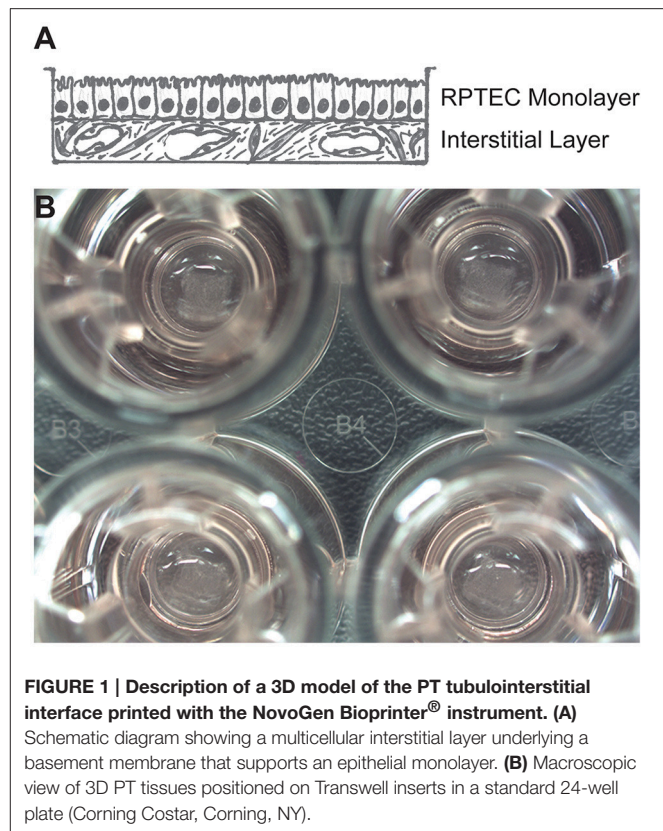 A
RPTEC Monolayer
Interstitial Layer
B
B3
B4
B
FIGURE 1 | Description of a 3D model of the PT tubulointerstitial
interface printed with the NovoGen Bioprinter® instrument. (A)
Schematic diagram showing a multicellular interstitial layer underlying a
basement membrane that supports an epithelial monolayer. (B) Macroscopic
view of 3D PT tissues positioned on Transwell inserts in a standard 24-well
plate (Corning Costar, Corning, NY).